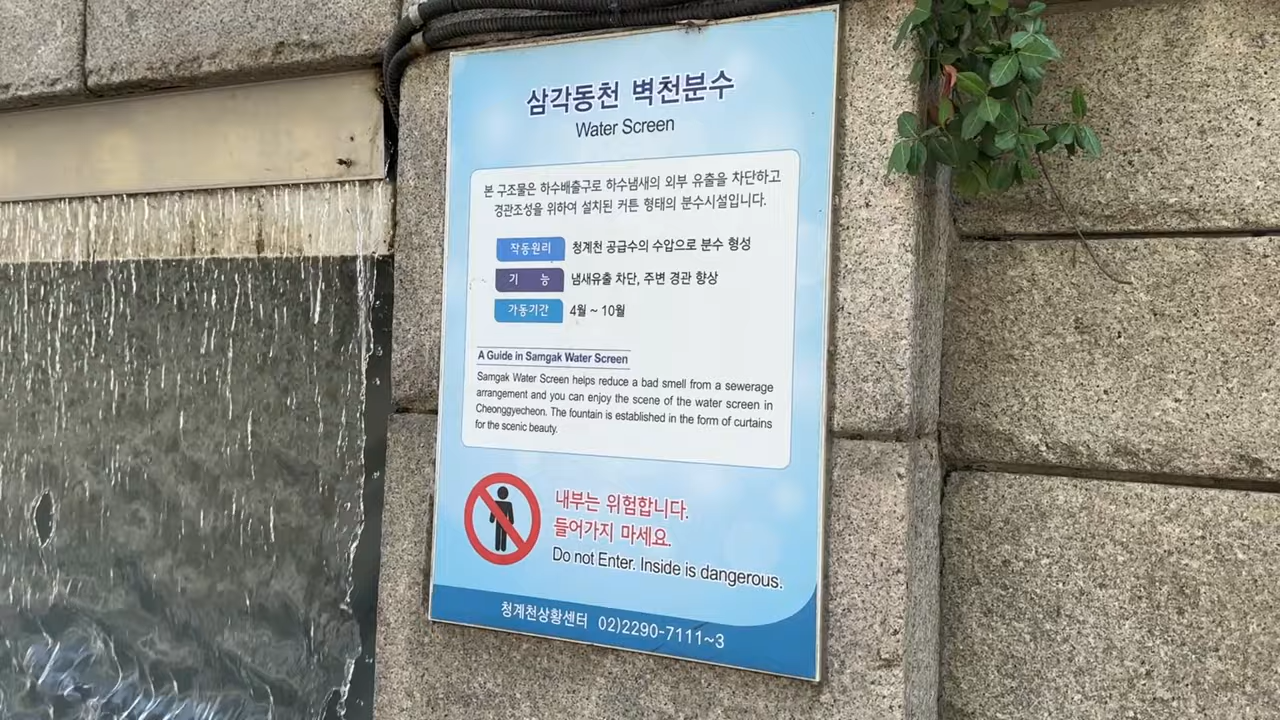 삼각동천 벽천분수
Water Screen
본 구조물은 하수배출구로 하수냄새의 외부 유출을 차단하고
경관조성을 위하여 설치된 커튼 형태의 분수시설입니다.
작동원리 청계천 공급수의 수압으로 분수 형성
기 능 냄새유출 차단, 주변 경관 향상
가동기간 4월 ~ 10월
A Guide in Samgak Water Screen
Samgak Water Screen helps reduce a bad smell from a sewerage
arrangement and you can enjoy the scene of the water screen in
Cheonggyecheon. The fountain is established in the form of curtains
for the scenic beauty.
내부는 위험합니다.
들어가지 마세요.
Do not Enter. Inside is dangerous.
청계천상황센터 02)2290-7111~3